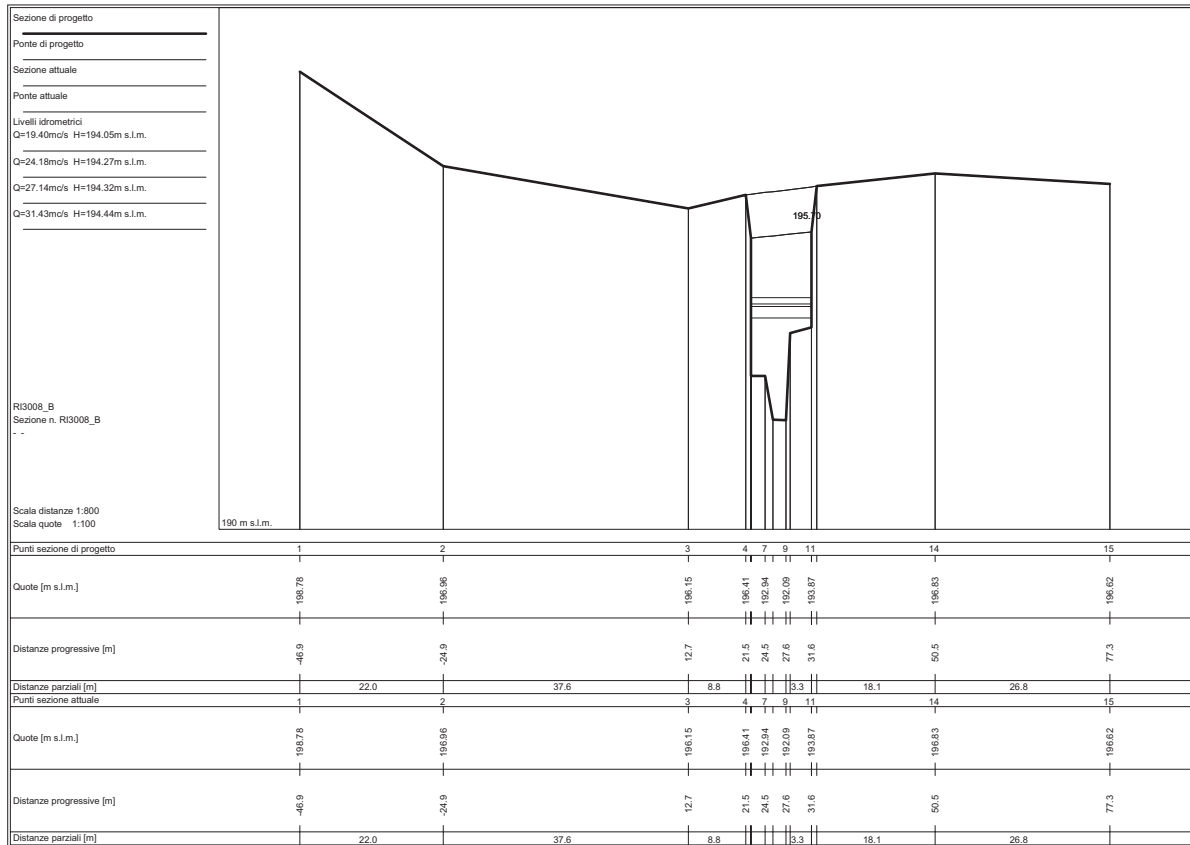 Sezione di progetto
Ponte di progetto
Sezione attuale
Ponte attuale
Livelli idrometrici
Q=19.40mc/s H=194.05m s.l.m.
Q=24.18mc/s H=194.27m s.l.m.
Q=27.14mc/s H=194.32m s.l.m.
Q=31.43mc/s H=194.44m s.l.m.
195.70
RI3008_B
Sezione n. RI3008_B
- -
Scala distanze 1:800
Scala quote 1:100
190 m s.l.m.
Punti sezione di progetto 1 2 3 4 7 9 11 14 15
Quote [m s.l.m.] 198.78 196.96 196.15 196.41 192.94 192.09 193.87 196.83 196.62
Distanze progressive [m] -46.9 -24.9 12.7 21.5 24.5 27.6 31.6 50.5 77.3
Distanze parziali [m] 22.0 37.6 8.8 3.3 18.1 26.8
Punti sezione attuale 1 2 3 4 7 9 11 14 15
Quote [m s.l.m.] 198.78 196.96 196.15 196.41 192.94 192.09 193.87 196.83 196.62
Distanze progressive [m] -46.9 -24.9 12.7 21.5 24.5 27.6 31.6 50.5 77.3
Distanze parziali [m] 22.0 37.6 8.8 3.3 18.1 26.8